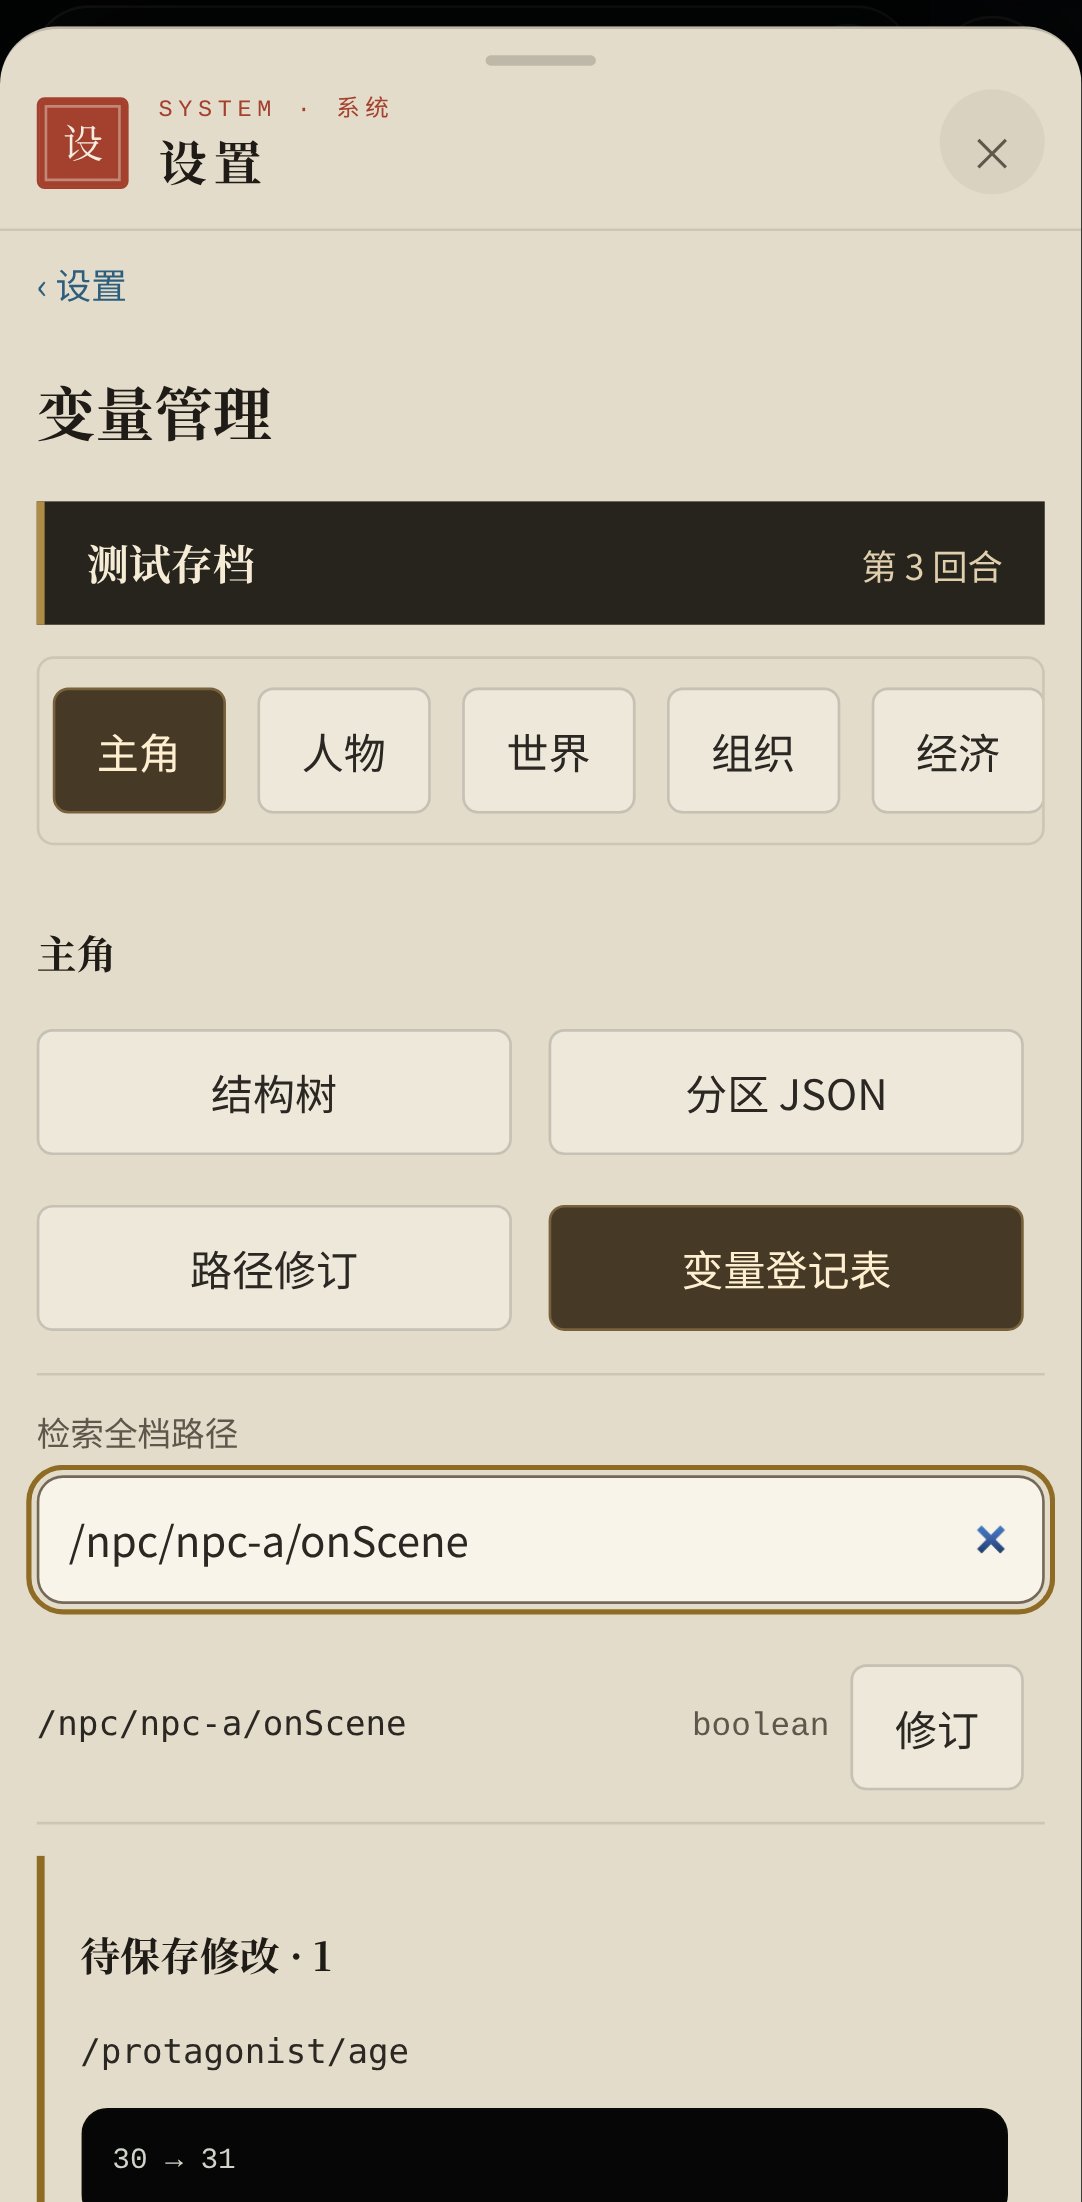 设
SYSTEM · 系统
设置
‹ 设置
变量管理
测试存档 第 3 回合
主角 人物 世界 组织 经济
主角
结构树 分区 JSON
路径修订 变量登记表
检索全档路径
/npc/npc-a/onScene
/npc/npc-a/onScene boolean 修订
待保存修改 · 1
/protagonist/age
30 → 31